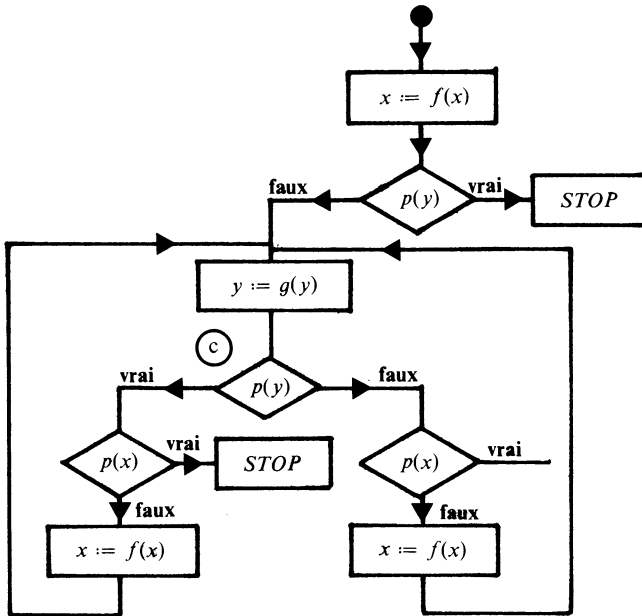 x := f(x)
faux
p(y)
vrai
STOP
y := g(y)
c
vrai
p(y)
faux
p(x)
vrai
STOP
p(x)
vrai
faux
faux
x := f(x)
x := f(x)